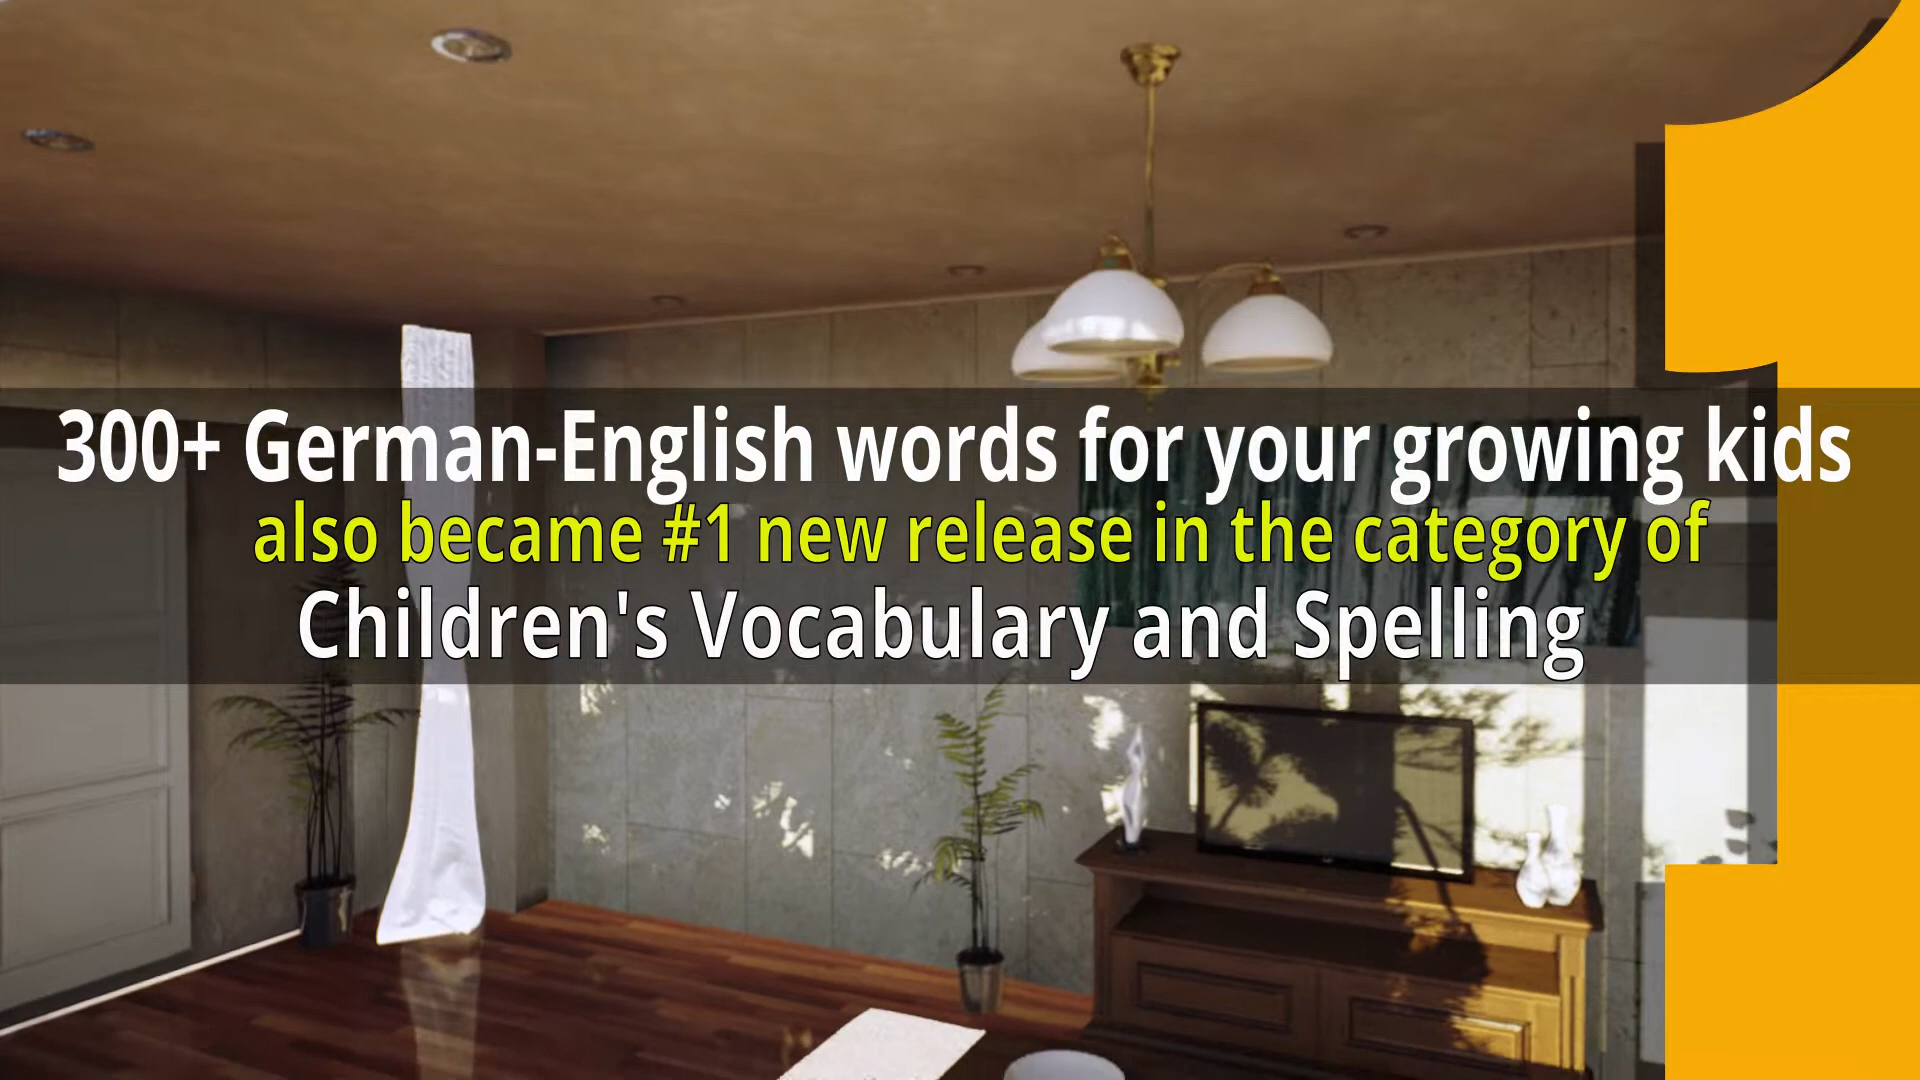 300+ German-English words for your growing kids
also became #1 new release in the category of
Children's Vocabulary and Spelling
1